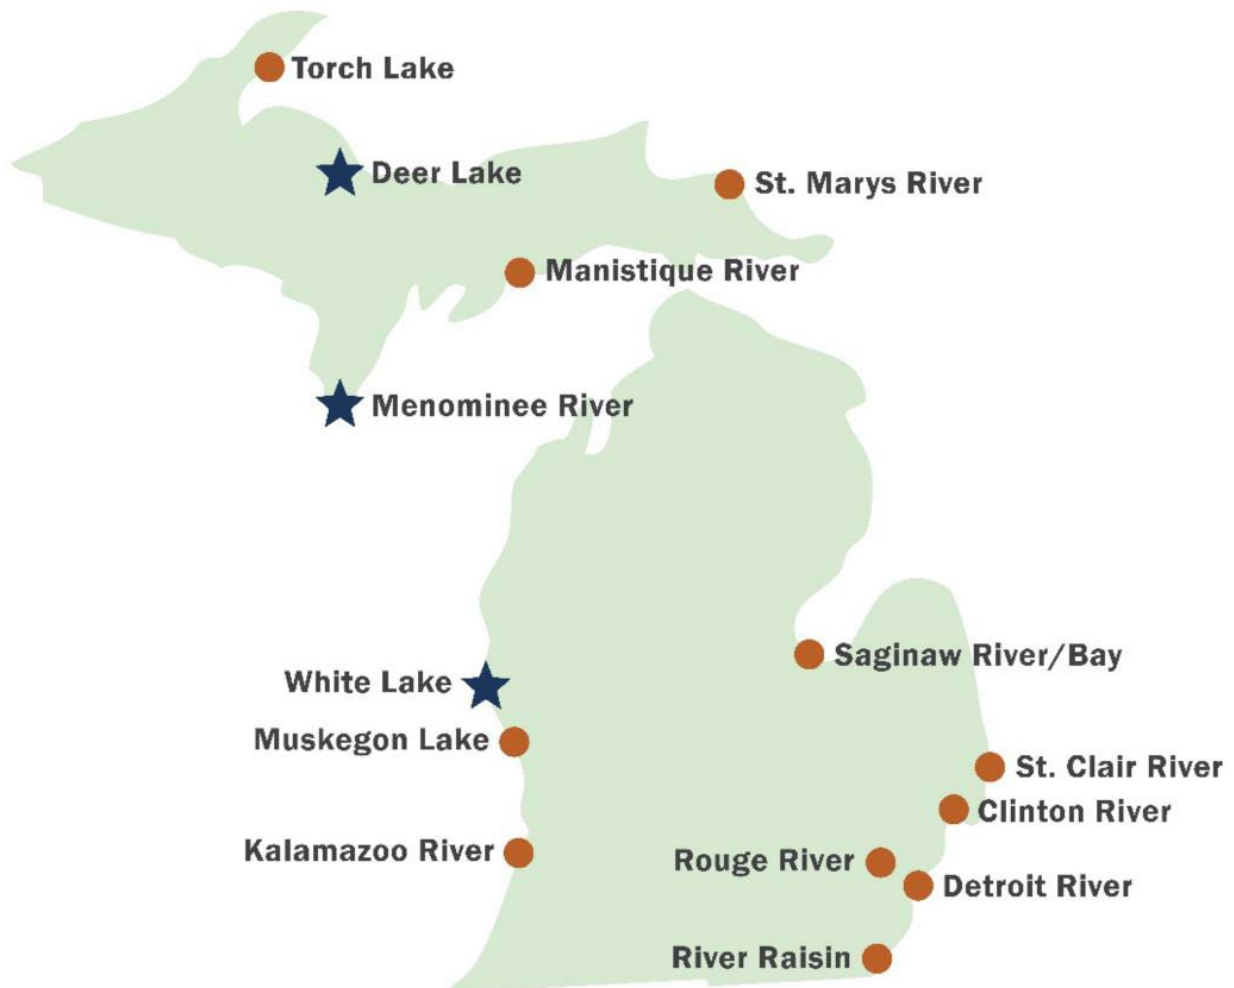 Torch Lake
Deer Lake
St. Marys River
Manistique River
Menominee River
Saginaw River/Bay
White Lake
Muskegon Lake
St. Clair River
Clinton River
Kalamazoo River
Rouge River
Detroit River
River Raisin